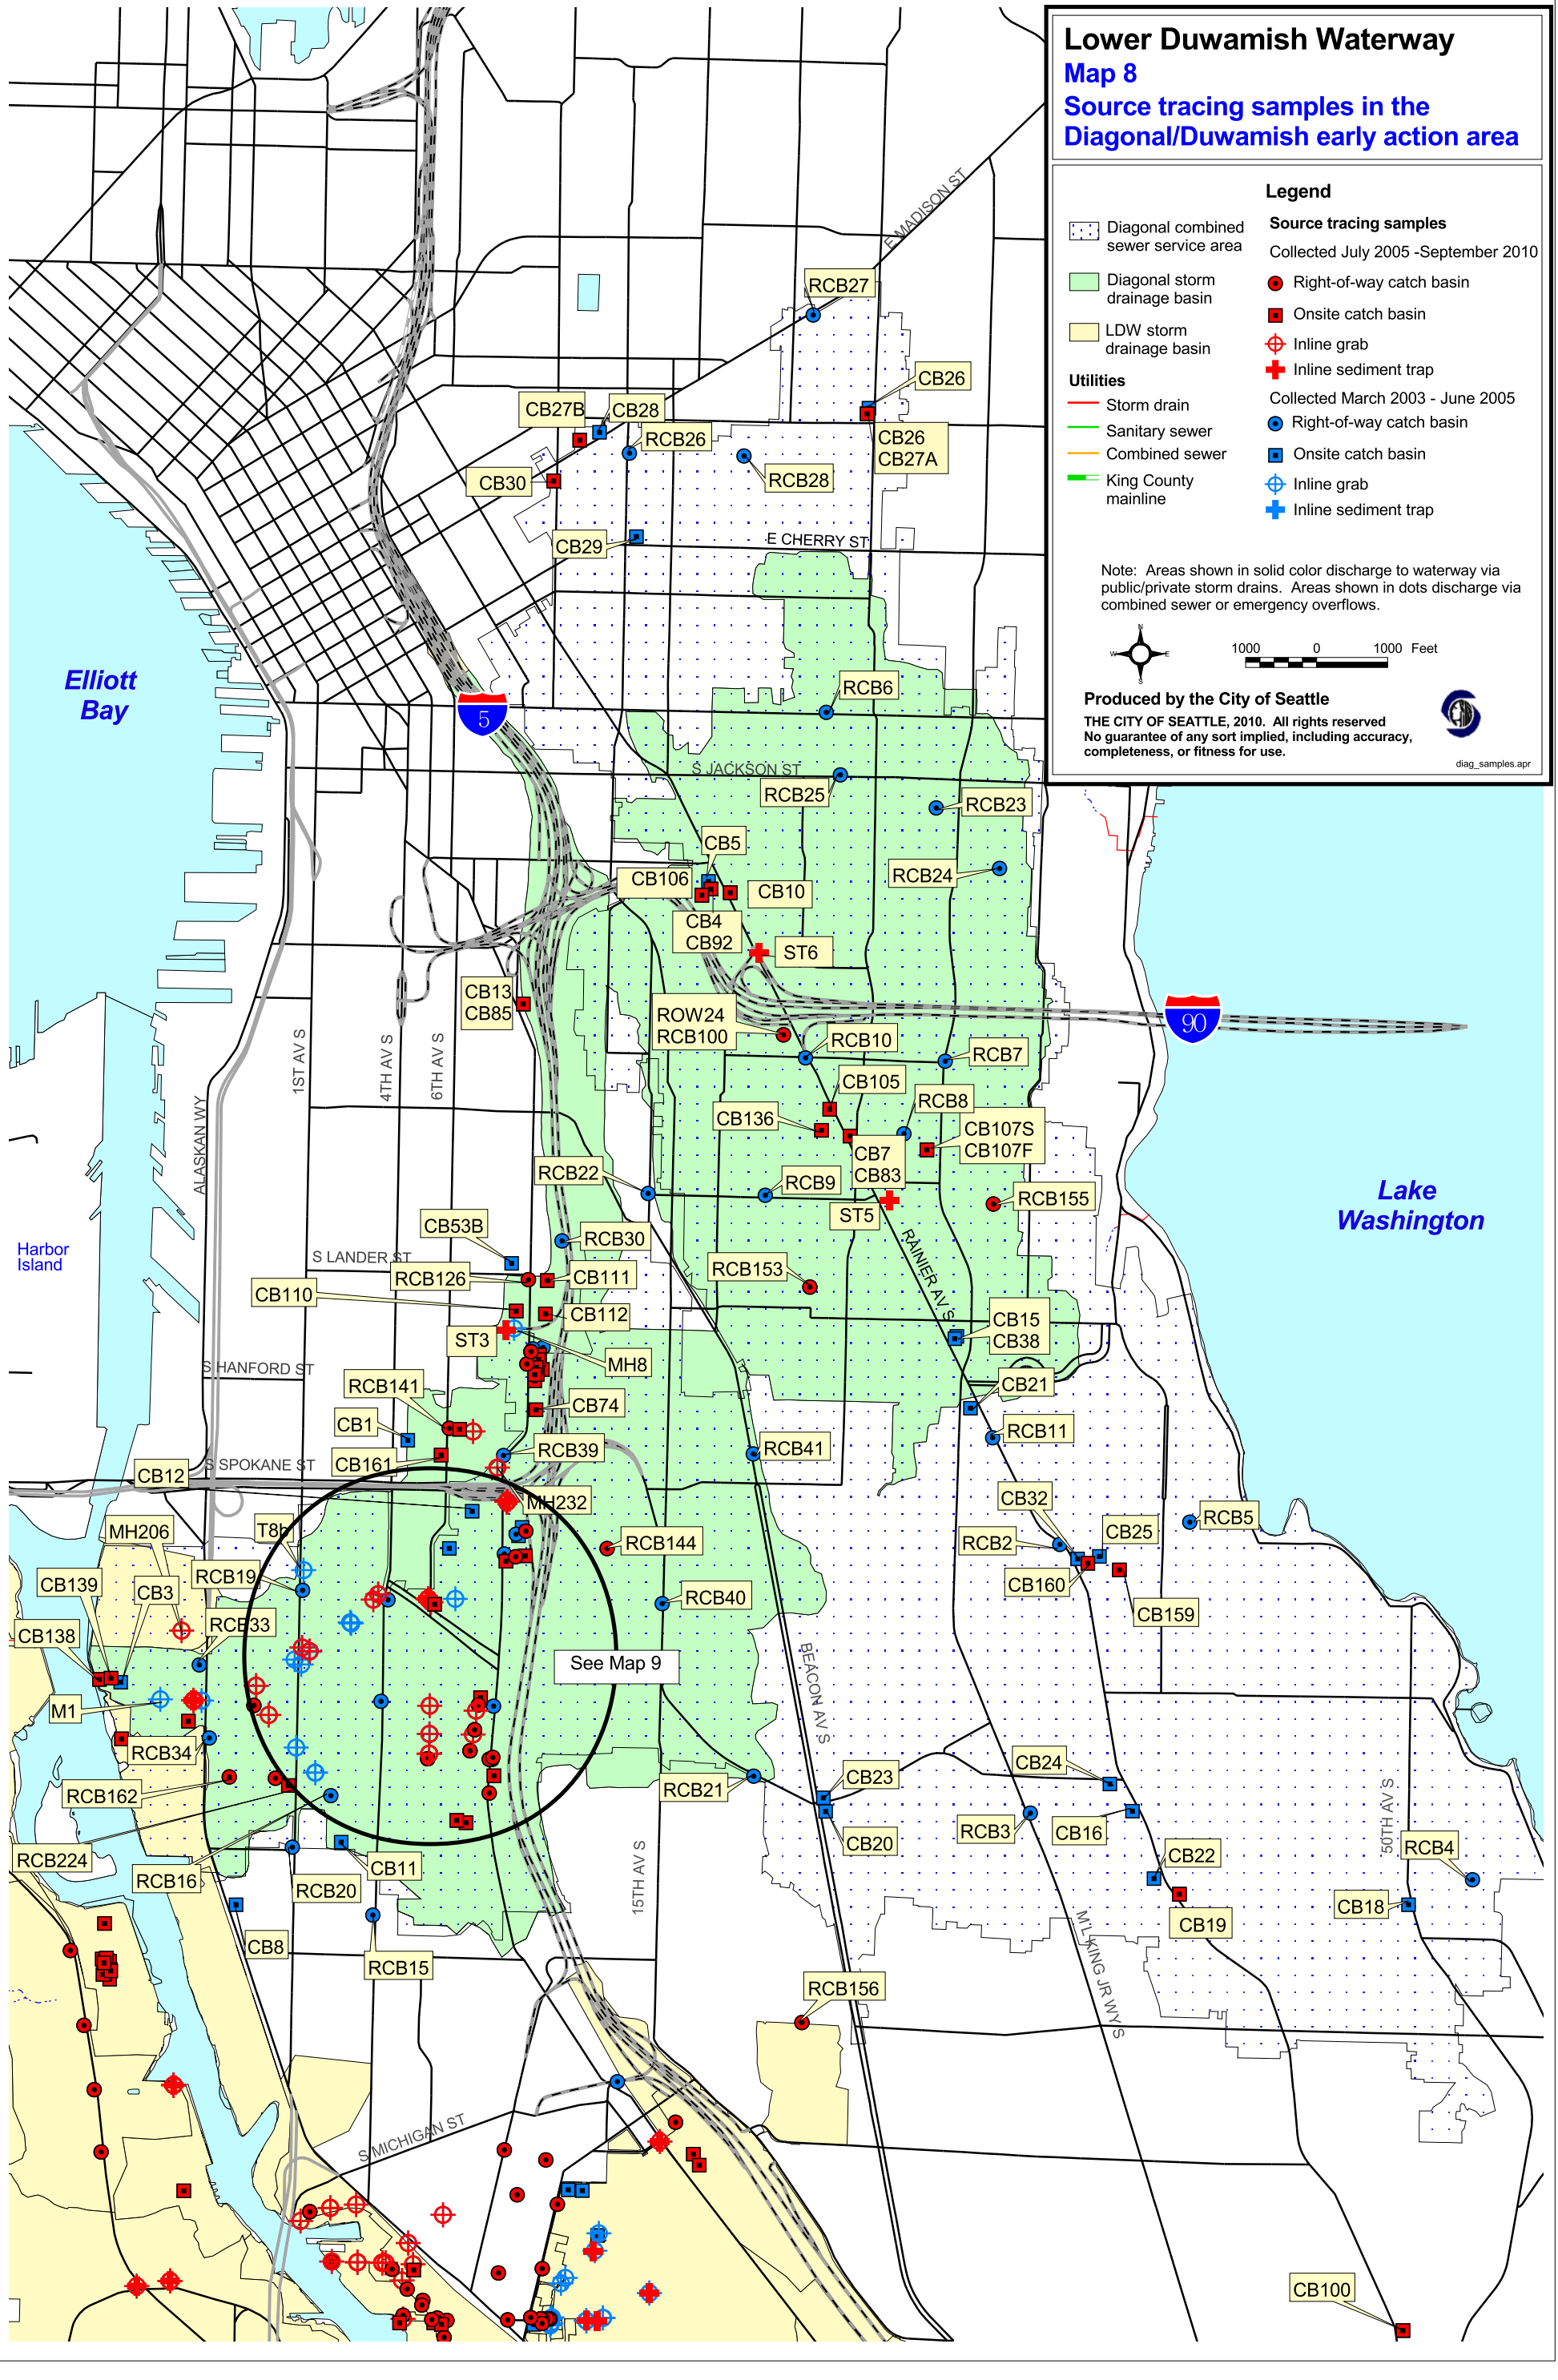 Lower Duwamish Waterway
Map 8
Source tracing samples in the
Diagonal/Duwamish early action area
Legend
Diagonal combined
sewer service area
Diagonal storm
drainage basin
LDW storm
drainage basin
Utilities
Storm drain
Sanitary sewer
Combined sewer
King County
mainline
Source tracing samples
Collected July 2005 -September 2010
Right-of-way catch basin
Onsite catch basin
Inline grab
Inline sediment trap
Collected March 2003 - June 2005
Right-of-way catch basin
Onsite catch basin
Inline grab
Inline sediment trap
Note: Areas shown in solid color discharge to waterway via
public/private storm drains. Areas shown in dots discharge via
combined sewer or emergency overflows.
N
W
E
S
1000 0 1000 Feet
Produced by the City of Seattle
THE CITY OF SEATTLE, 2010. All rights reserved
No guarantee of any sort implied, including accuracy,
completeness, or fitness for use.
diag_samples.apr
E MADISON ST
RCB27
CB26
CB27B
CB28
RCB26
CB26
CB27A
CB30
RCB28
CB29
E CHERRY ST
Elliott
Bay
5
RCB6
S JACKSON ST
RCB25
RCB23
CB5
RCB24
CB106
CB10
CB4
CB92
ST6
CB13
CB85
ROW24
RCB100
90
1ST AV S
4TH AV S
6TH AV S
ALASKAN WY
RCB10
RCB7
CB105
RCB8
CB136
CB107S
CB107F
CB7
CB83
RCB22
RCB9
RCB155
ST5
Lake
Washington
Harbor
Island
CB53B
RCB30
RAINIER AV S
S LANDER ST
RCB126
CB111
RCB153
CB110
CB112
CB15
CB38
ST3
MH8
S HANFORD ST
RCB141
CB21
CB74
CB1
RCB11
RCB39
RCB41
CB161
S SPOKANE ST
CB12
MH232
CB32
RCB5
MH206
T8b
CB25
RCB144
RCB2
RCB19
CB139
CB3
CB160
RCB40
CB159
RCB33
CB138
See Map 9
BEACON AV S
M1
RCB34
RCB162
RCB21
CB23
CB24
50TH AV S
RCB3
CB16
CB20
RCB4
RCB224
CB22
RCB16
CB11
RCB20
15TH AV S
CB18
CB19
CB8
M L KING JR WY S
RCB15
RCB156
S MICHIGAN ST
CB100